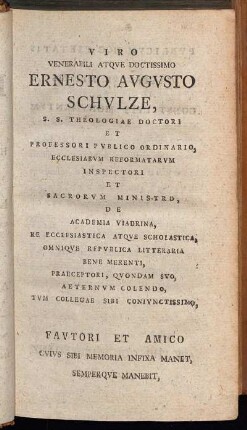 VIRO
VENERABILI ATQVE DOCTISSIMO
ERNESTO AVGVSTO
SCHVLZE,
S. S. THEOLOGIAE DOCTORI
ET
PROFESSORI PVBLICO ORDINARIO,
ECCLESIARVM REFORMATARVM
INSPECTORI
ET
SACRORVM MINISTRO,
DE
ACADEMIA VIADRINA,
RE ECCLESIASTICA ATQVE SCHOLASTICA,
OMNIQVE REPVBLICA LITTERARIA
BENE MERENTI,
PRAECEPTORI, QVONDAM SVO,
AETERNVM COLENDO,
TVM COLLEGAE SIBI CONIVNCTISSIMO,
FAVTORI ET AMICO
CVIVS SIBI MEMORIA INFIXA MANET,
SEMPERQVE MANEBIT,